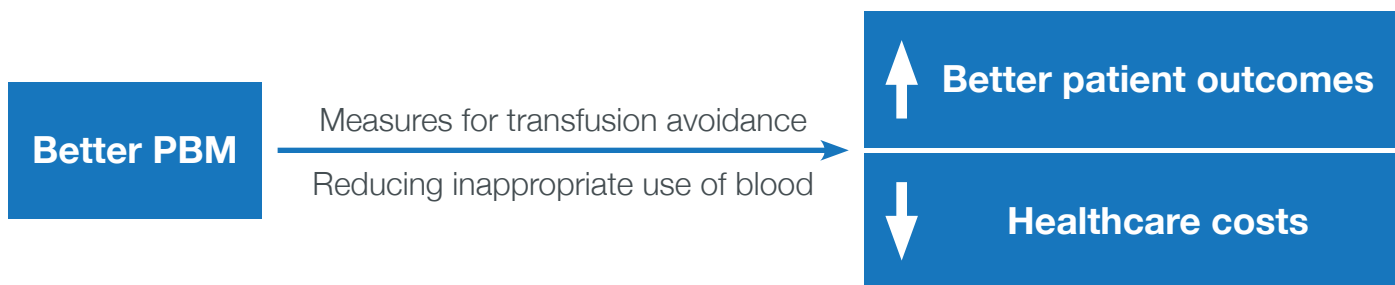 Better PBM
Measures for transfusion avoidance
Reducing inappropriate use of blood
Better patient outcomes
Healthcare costs